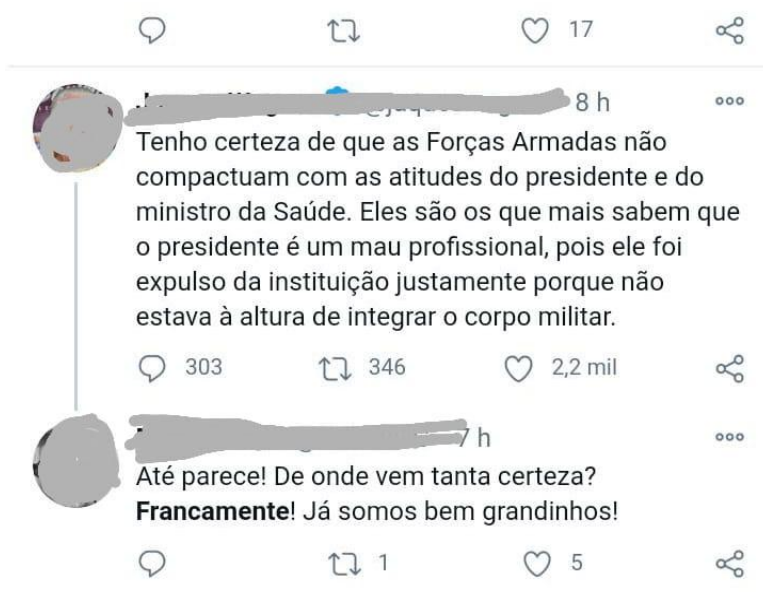 17
8 h
Tenho certeza de que as Forças Armadas não
compactuam com as atitudes do presidente e do
ministro da Saúde. Eles são os que mais sabem que
o presidente é um mau profissional, pois ele foi
expulso da instituição justamente porque não
estava à altura de integrar o corpo militar.
303 346 2,2 mil
7 h
Até parece! De onde vem tanta certeza?
Francamente! Já somos bem grandinhos!
1 5